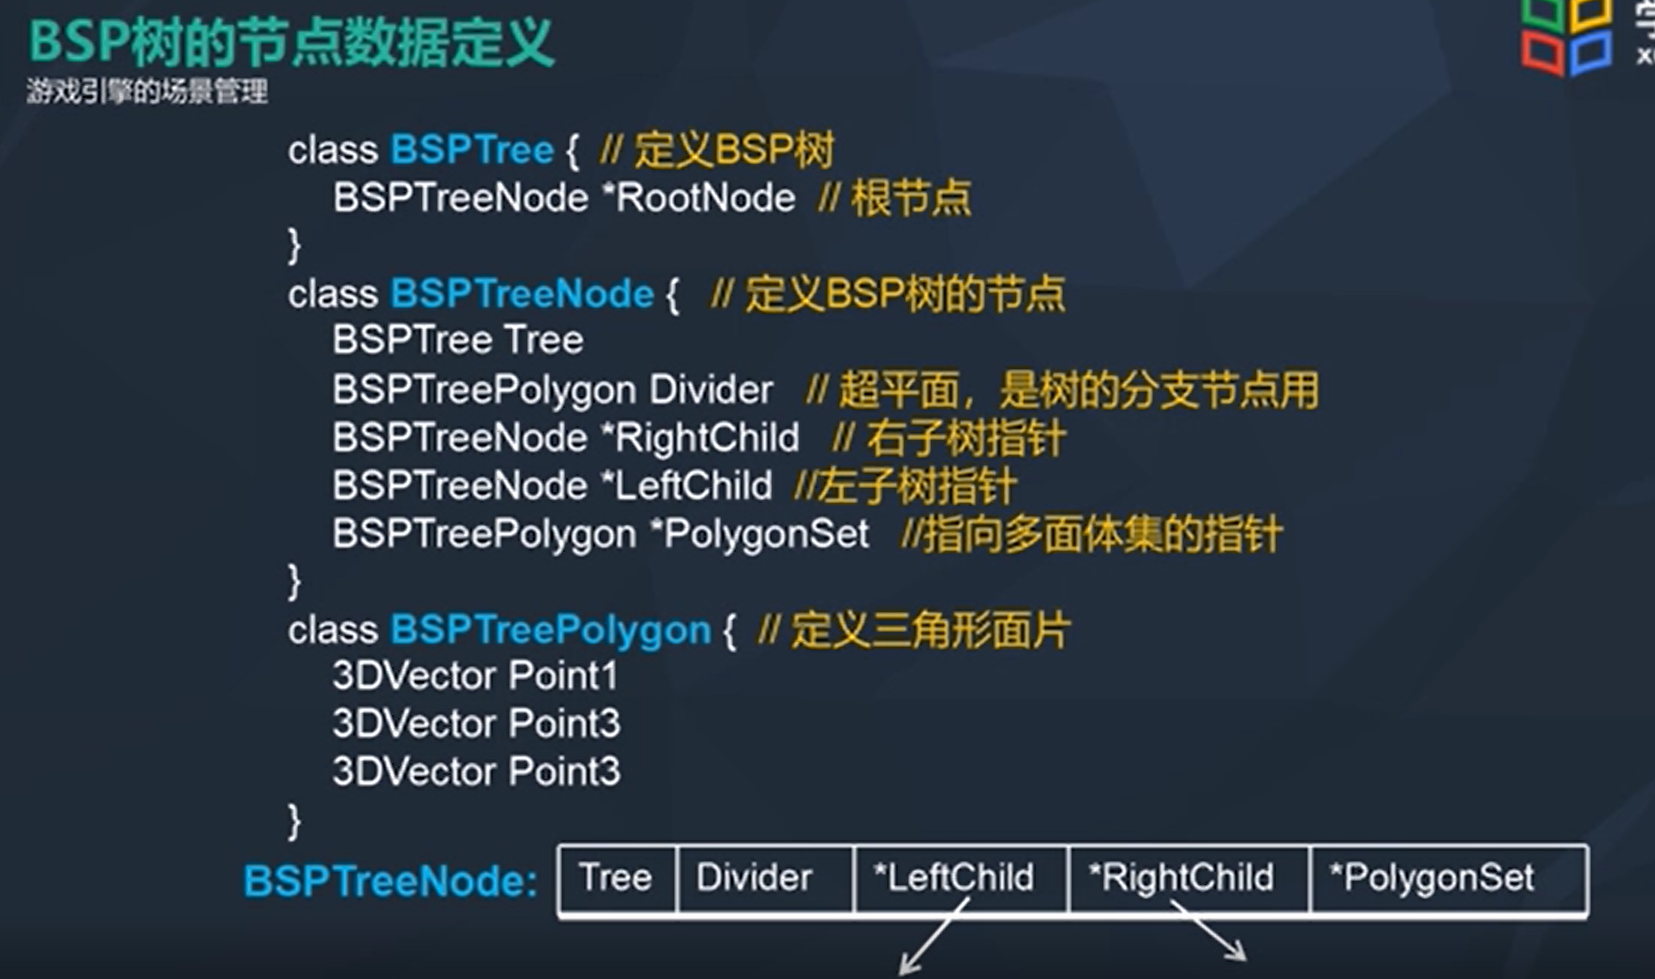 BSP树的节点数据定义
游戏引擎的场景管理
class BSPTree { // 定义BSP树
BSPTreeNode *RootNode // 根节点
}
class BSPTreeNode { // 定义BSP树的节点
BSPTree Tree
BSPTreePolygon Divider // 超平面，是树的分支节点用
BSPTreeNode *RightChild // 右子树指针
BSPTreeNode *LeftChild //左子树指针
BSPTreePolygon *PolygonSet //指向多面体集的指针
}
class BSPTreePolygon { // 定义三角形面片
3DVector Point1
3DVector Point3
3DVector Point3
}
BSPTreeNode: Tree Divider *LeftChild *RightChild *PolygonSet